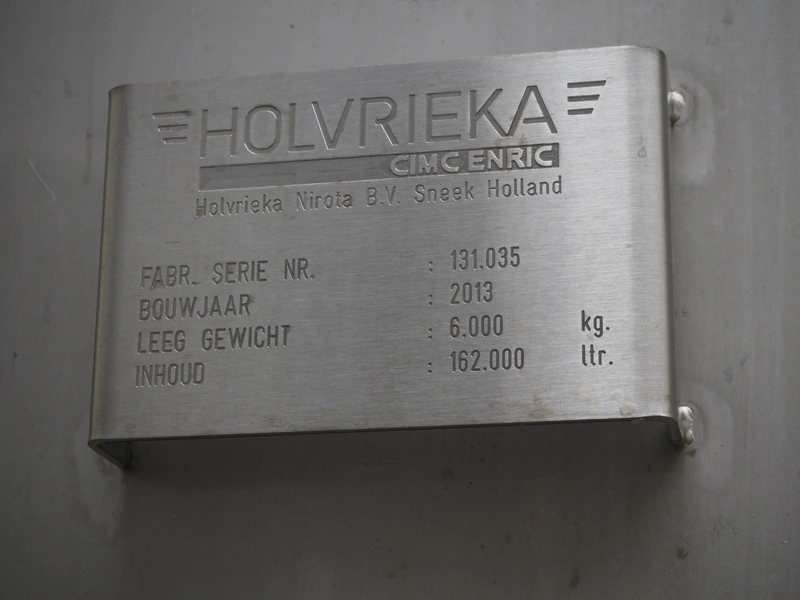 HOLVRIEKA
CIMC ENRIC
Holvrieka Nirota B.V. Sneek Holland
FABR. SERIE NR. : 131.035
BOUWJAAR : 2013
LEEG GEWICHT : 6.000 kg.
INHOUD : 162.000 ltr.